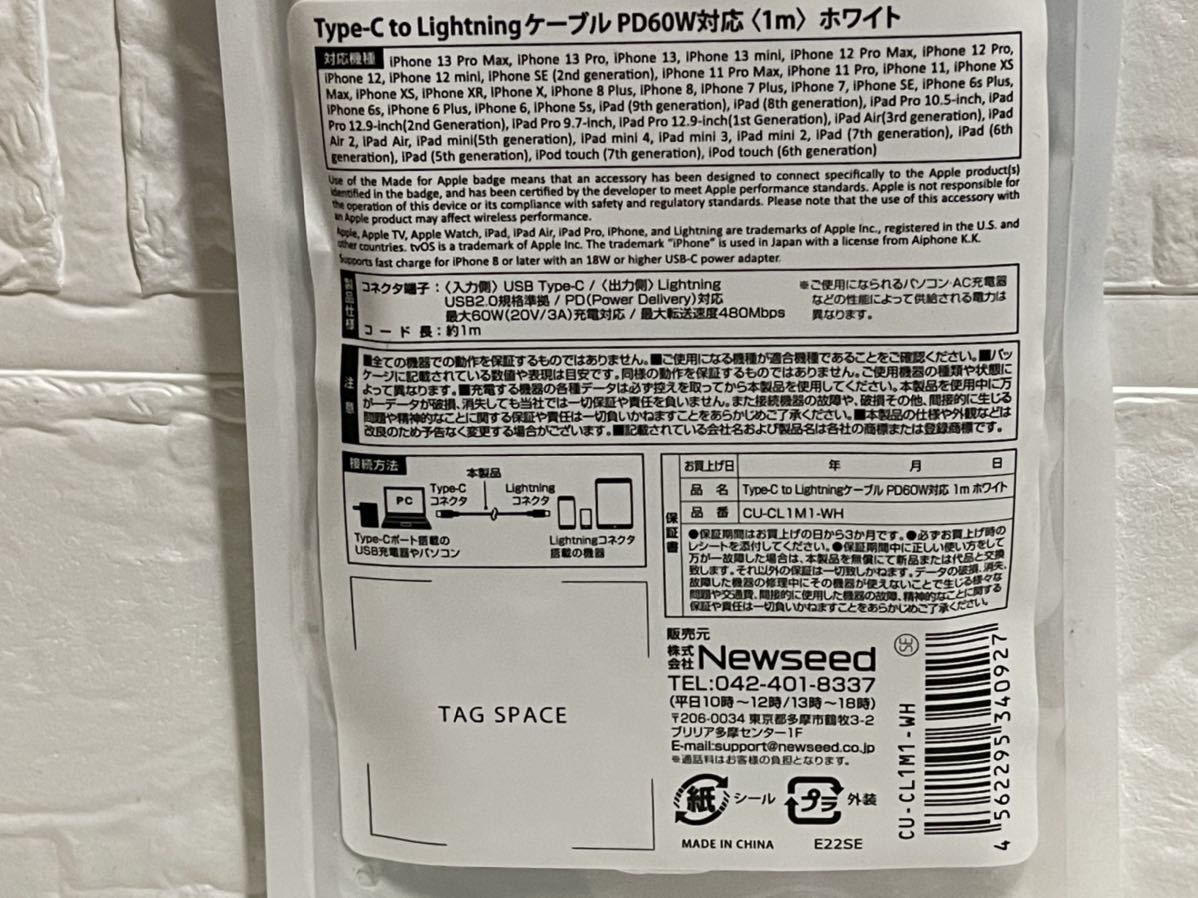 Type-C to Lightningケーブル PD60W対応〈1m〉ホワイト
対応機種 iPhone 13 Pro Max, iPhone 13 Pro, iPhone 13, iPhone 13 mini, iPhone 12 Pro Max, iPhone 12 Pro,
iPhone 12, iPhone 12 mini, iPhone SE (2nd generation), iPhone 11 Pro Max, iPhone 11 Pro, iPhone 11, iPhone XS
Max, iPhone XS, iPhone XR, iPhone X, iPhone 8 Plus, iPhone 8, iPhone 7 Plus, iPhone 7, iPhone SE, iPhone 6s Plus,
iPhone 6s, iPhone 6 Plus, iPhone 6, iPhone 5s, iPad (9th generation), iPad (8th generation), iPad Pro 10.5-inch, iPad
Pro 12.9-inch(2nd Generation), iPad Pro 9.7-inch, iPad Pro 12.9-inch(1st Generation), iPad Air(3rd generation), iPad
Air 2, iPad Air, iPad mini(5th generation), iPad mini 4, iPad mini 3, iPad mini 2, iPad (7th generation), iPad (6th
generation), iPad (5th generation), iPod touch (7th generation), iPod touch (6th generation)
Use of the Made for Apple badge means that an accessory has been designed to connect specifically to the Apple product(s)
identified in the badge, and has been certified by the developer to meet Apple performance standards. Apple is not responsible for
the operation of this device or its compliance with safety and regulatory standards. Please note that the use of this accessory with
an Apple product may affect wireless performance.
Apple, Apple TV, Apple Watch, iPad, iPad Air, iPad Pro, iPhone, and Lightning are trademarks of Apple Inc., registered in the U.S. and
other countries. tvOS is a trademark of Apple Inc. The trademark "iPhone" is used in Japan with a license from Aiphone K.K.
Supports fast charge for iPhone 8 or later with an 18W or higher USB-C power adapter.
製品仕様
コネクタ端子：〈入力側〉USB Type-C /〈出力側〉Lightning
USB2.0規格準拠 / PD(Power Delivery)対応
最大60W(20V/3A)充電対応 / 最大転送速度480Mbps
コード長：約1m
※ご使用になられるパソコン・AC充電器
などの性能によって供給される電力は
異なります。
注意
■全ての機器での動作を保証するものではありません。■ご使用になる機種が適合機種であることをご確認ください。■パッ
ケージに記載されている数値や表現は目安です。同様の動作を保証するものではありません。ご使用機器の種類や状態に
よって異なります。■充電する機器の各種データは必ず控えを取ってから本製品を使用してください。本製品を使用中に万
が一データが破損、消失しても当社では一切保証や責任を負いません。また接続機器の故障や、破損その他、間接的に生じる
問題や精神的なことに関する保証や責任は一切負いかねますことをあらかじめご了承ください。■本製品の仕様や外観などは
改良のため予告なく変更する場合がございます。■記載されている会社名および製品名は各社の商標または登録商標です。
接続方法
本製品
PC
Type-C
コネクタ
Lightning
コネクタ
Type-Cポート搭載の
USB充電器やパソコン
Lightningコネクタ
搭載の機器
保証書
お買上げ日 年 月 日
品名 Type-C to Lightningケーブル PD60W対応 1m ホワイト
品番 CU-CL1M1-WH
●保証期間はお買上げの日から3か月です。●必ずお買上げ時の
レシートを添付してください。●保証期間中に正しい使い方をして
万が一故障した場合は、本製品を無償にて新品または代品と交換
致します。それ以外の保証は一切致しかねます。データの破損、消失、
故障した機器の修理中にその機器が使えないことで生じる様々な
問題や交通費、間接的に使用した機器の故障、精神的なことに関する
保証や責任は一切負いかねますことをあらかじめご了承ください。
TAG SPACE
販売元
株式会社 Newseed
TEL:042-401-8337
(平日10時～12時/13時～18時)
〒206-0034 東京都多摩市鶴牧3-2
ブリリア多摩センター1F
E-mail:support@newseed.co.jp
※通話料はお客様の負担となります。
紙 シール プラ 外装
MADE IN CHINA E22SE
SE
CU-CL1M1-WH
4 562295 340927